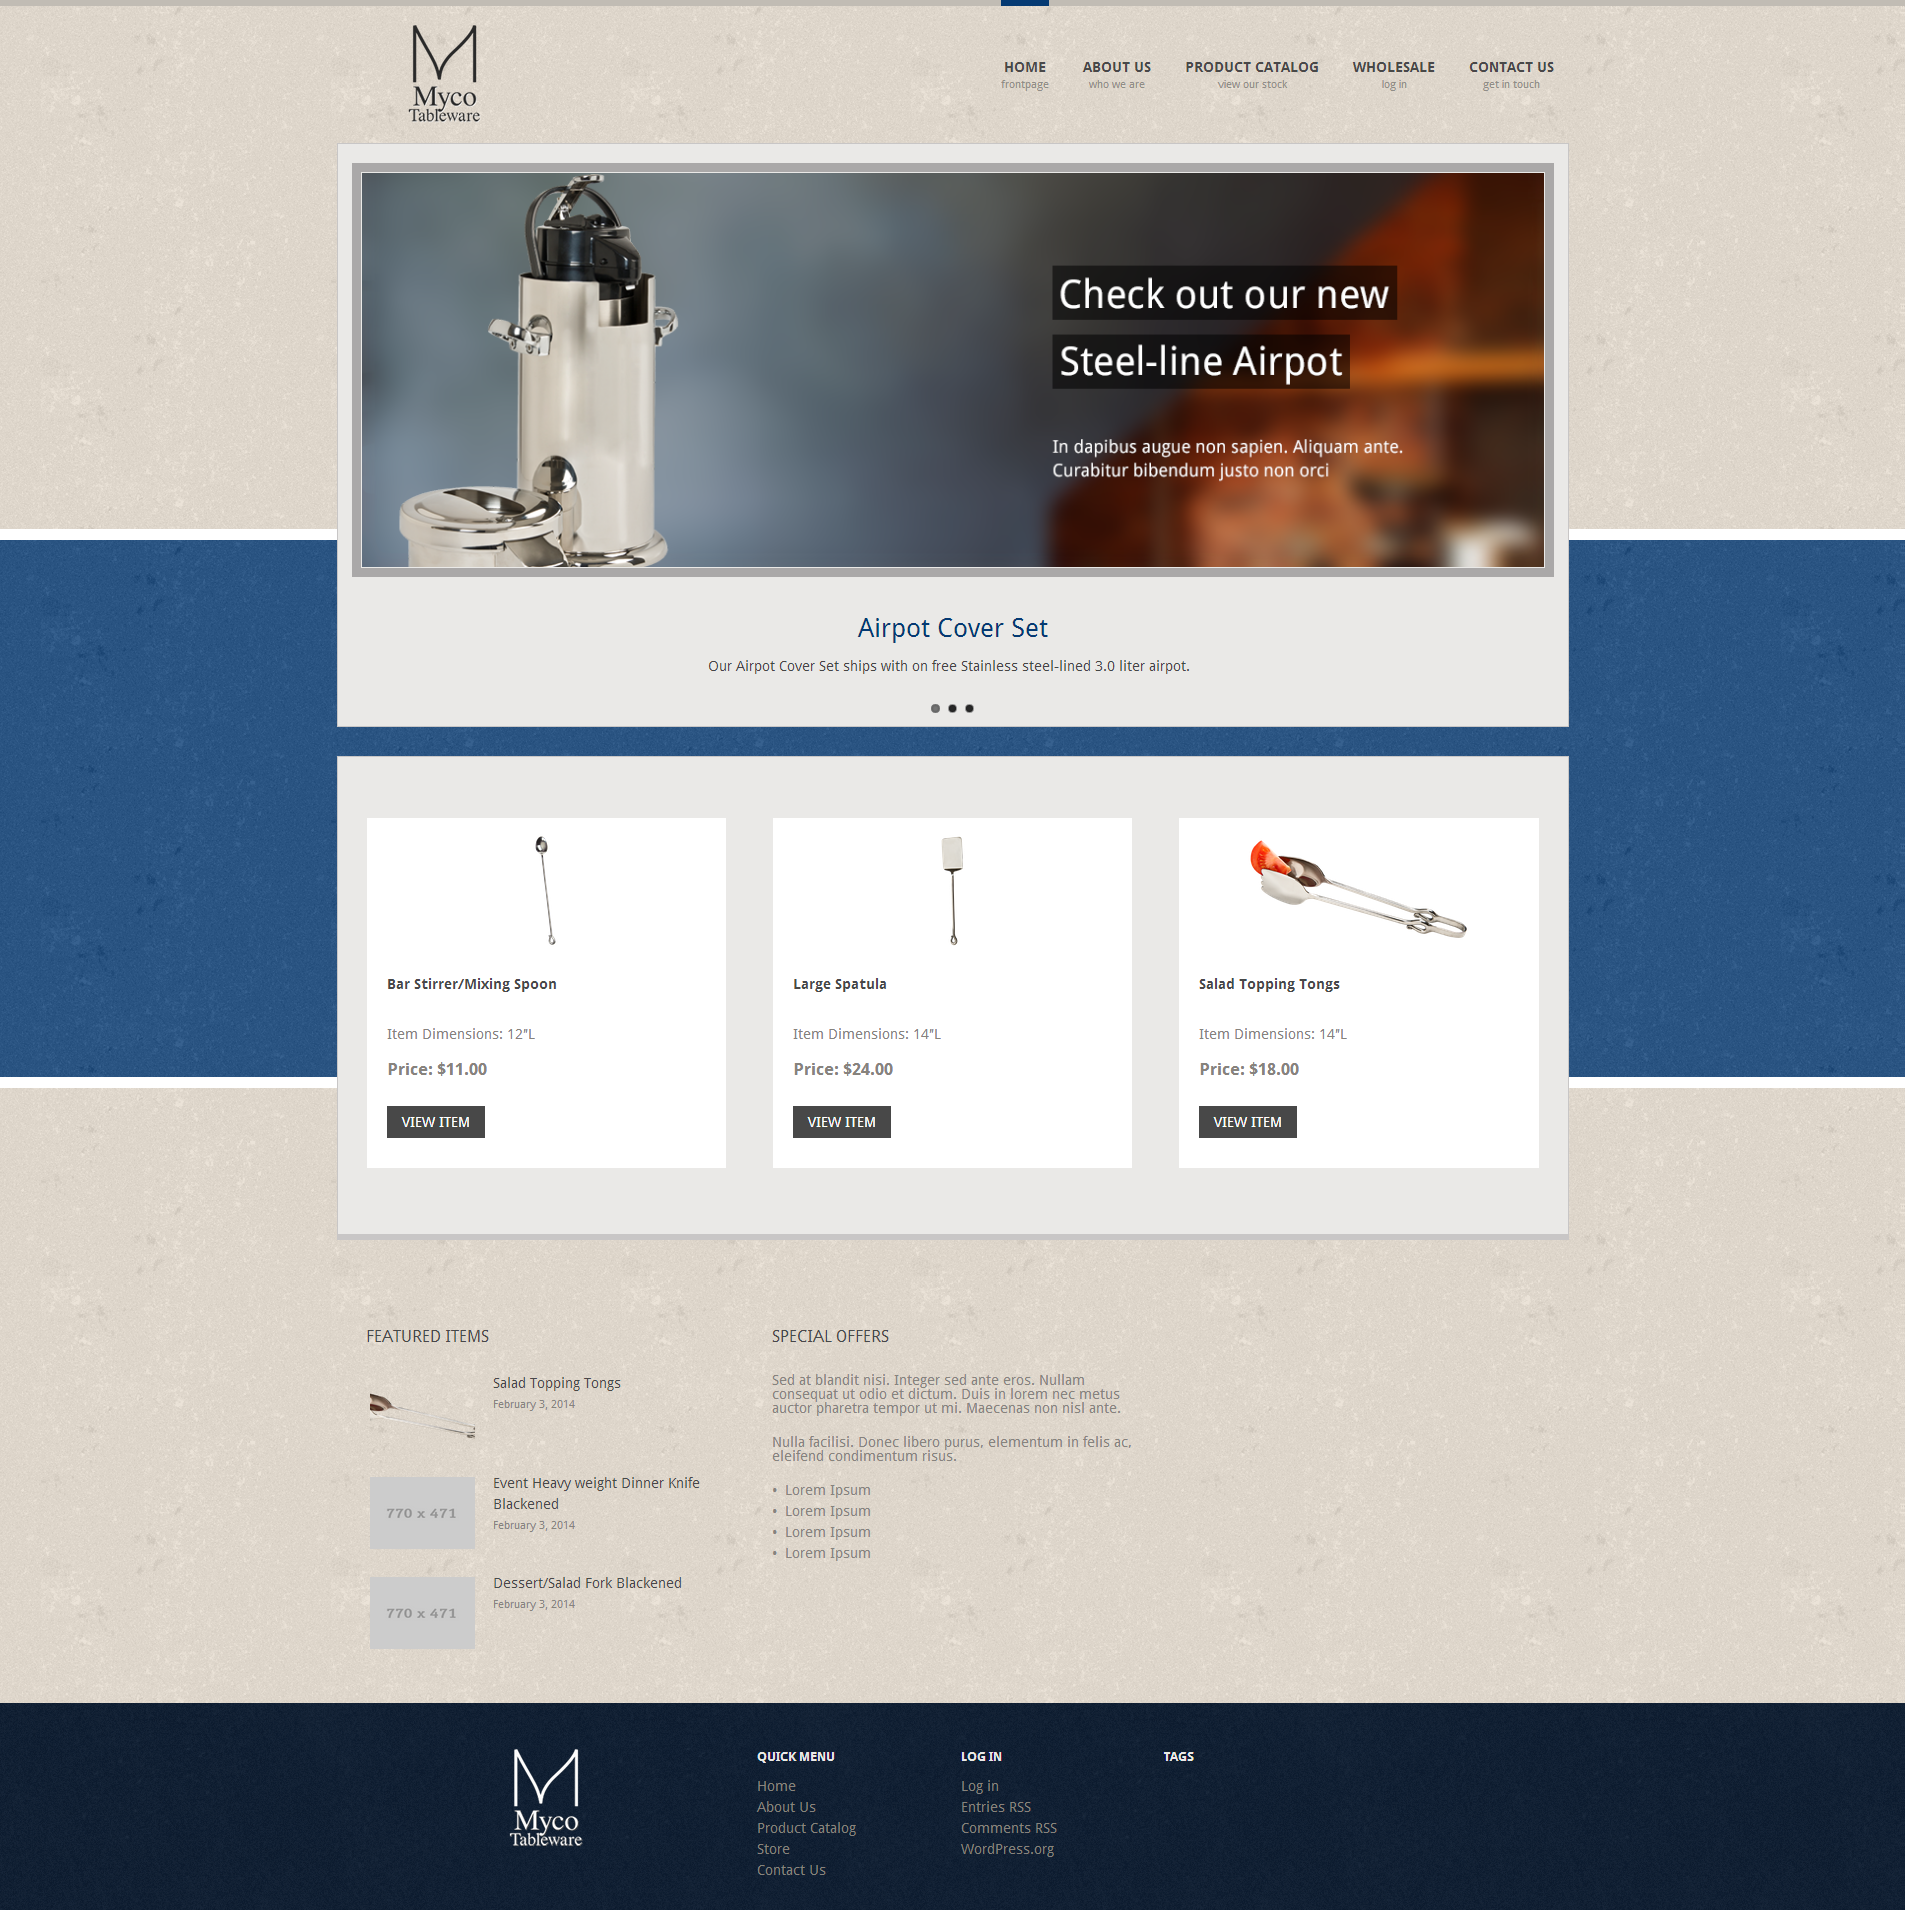 Myco
Tableware
HOME
frontpage
ABOUT US
who we are
PRODUCT CATALOG
view our stock
WHOLESALE
log in
CONTACT US
get in touch
Check out our new
Steel-line Airpot
In dapibus augue non sapien. Aliquam ante.
Curabitur bibendum justo non orci
Airpot Cover Set
Our Airpot Cover Set ships with on free Stainless steel-lined 3.0 liter airpot.
Bar Stirrer/Mixing Spoon
Item Dimensions: 12″L
Price: $11.00
VIEW ITEM
Large Spatula
Item Dimensions: 14″L
Price: $24.00
VIEW ITEM
Salad Topping Tongs
Item Dimensions: 14″L
Price: $18.00
VIEW ITEM
FEATURED ITEMS
Salad Topping Tongs
February 3, 2014
770 x 471
Event Heavy weight Dinner Knife
Blackened
February 3, 2014
770 x 471
Dessert/Salad Fork Blackened
February 3, 2014
SPECIAL OFFERS
Sed at blandit nisi. Integer sed ante eros. Nullam
consequat ut odio et dictum. Duis in lorem nec metus
auctor pharetra tempor ut mi. Maecenas non nisl ante.
Nulla facilisi. Donec libero purus, elementum in felis ac,
eleifend condimentum risus.
• Lorem Ipsum
• Lorem Ipsum
• Lorem Ipsum
• Lorem Ipsum
Myco
Tableware
QUICK MENU
Home
About Us
Product Catalog
Store
Contact Us
LOG IN
Log in
Entries RSS
Comments RSS
WordPress.org
TAGS